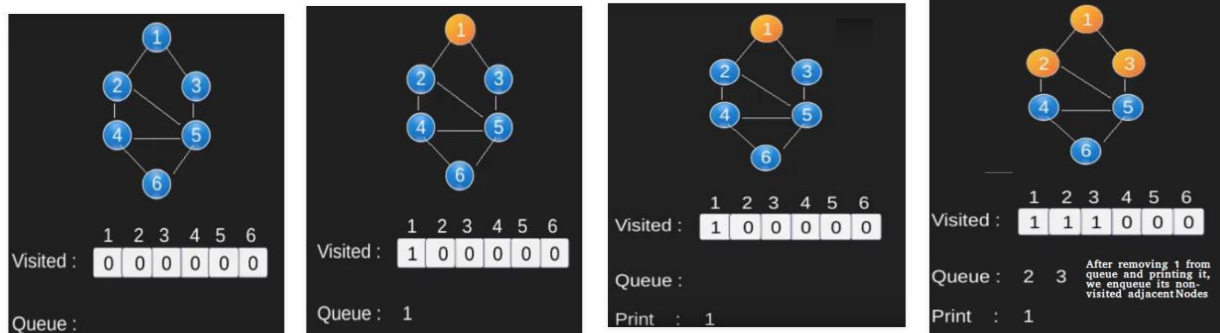 1
2 3
4 5
6
1 2 3 4 5 6
Visited : 0 0 0 0 0 0
Queue :
1
2 3
4 5
6
1 2 3 4 5 6
Visited : 1 0 0 0 0 0
Queue : 1
1
2 3
4 5
6
1 2 3 4 5 6
Visited : 1 0 0 0 0 0
Queue :
Print : 1
1
2 3
4 5
6
1 2 3 4 5 6
Visited : 1 1 1 0 0 0
Queue : 2 3
After removing 1 from
queue and printing it,
we enqueue its non-
visited adjacent Nodes
Print : 1